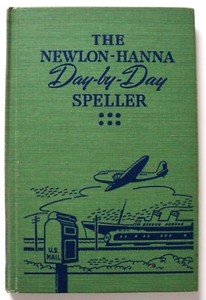 THE
NEWLON-HANNA
Day-by-Day
SPELLER
U.S.
MAIL